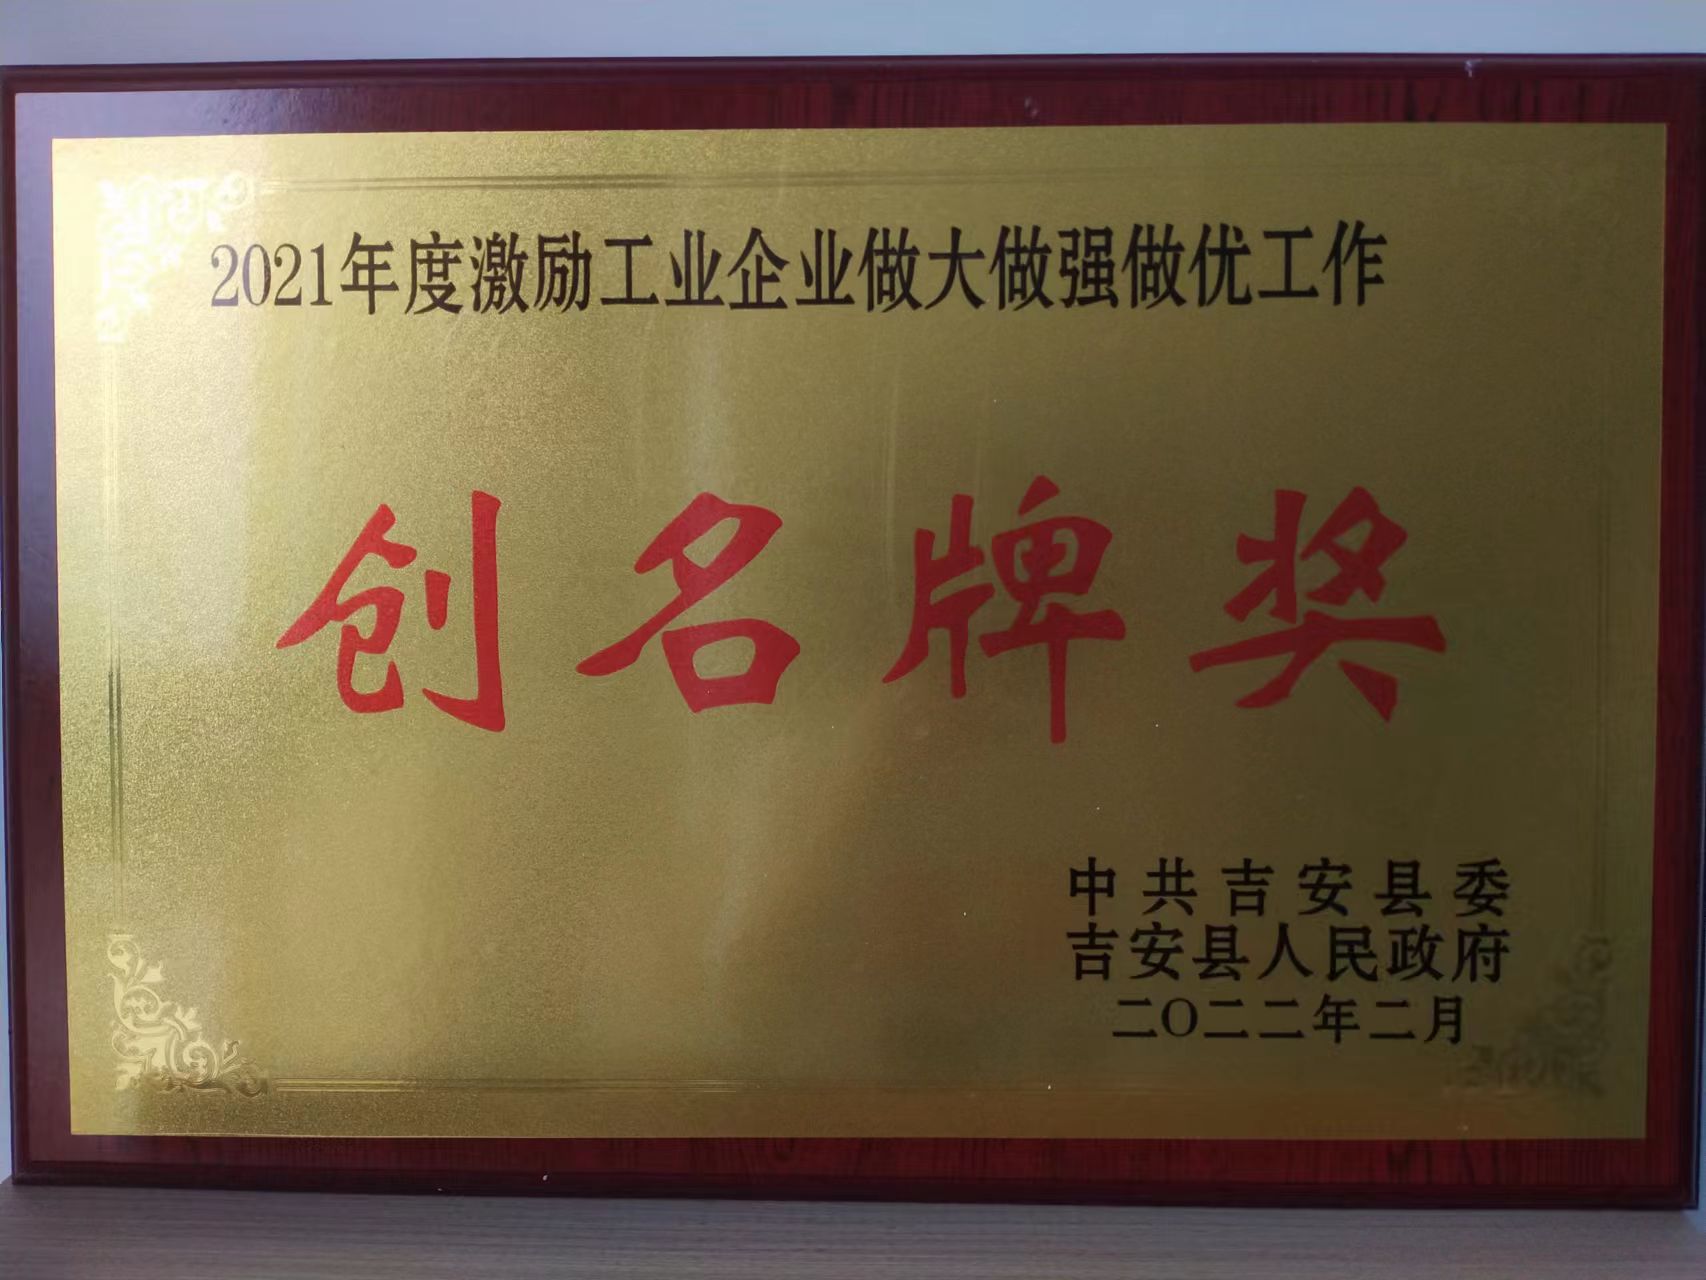 2021年度激励工业企业做大做强做优工作
创名牌奖
中共吉安县委
吉安县人民政府
二〇二二年二月